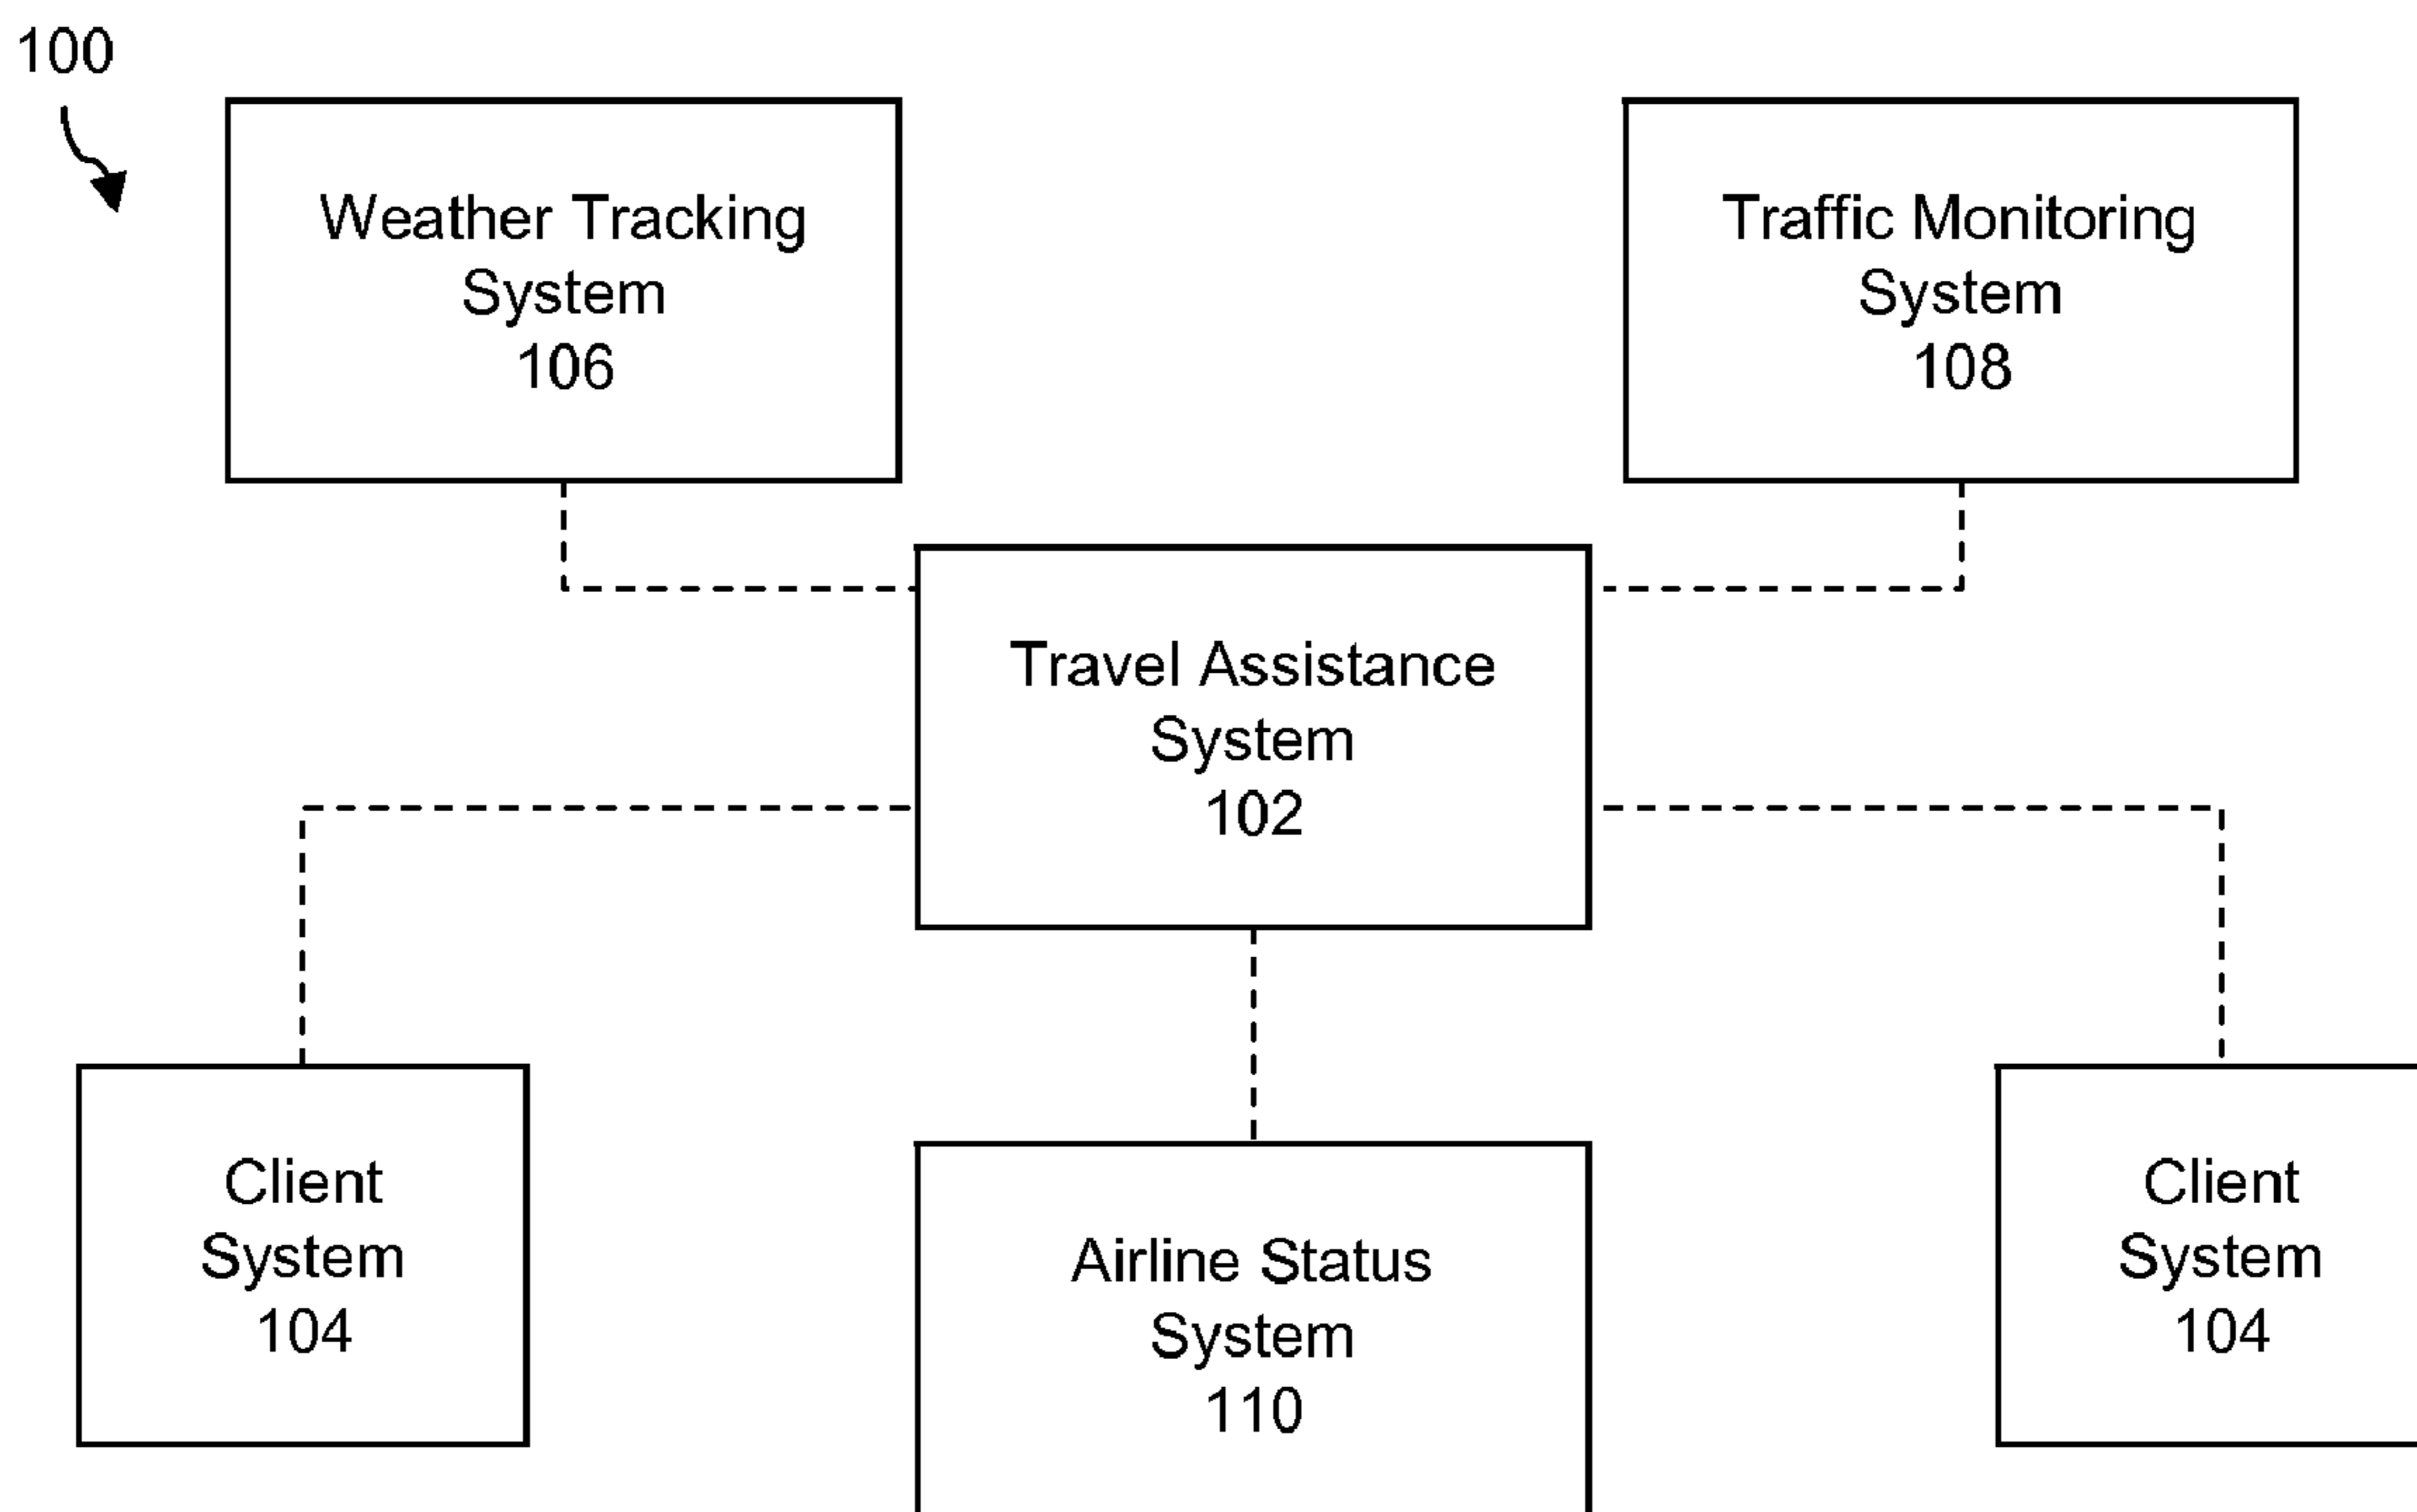 100
Weather Tracking
System
106
Traffic Monitoring
System
108
Travel Assistance
System
102
Client
System
104
Airline Status
System
110
Client
System
104